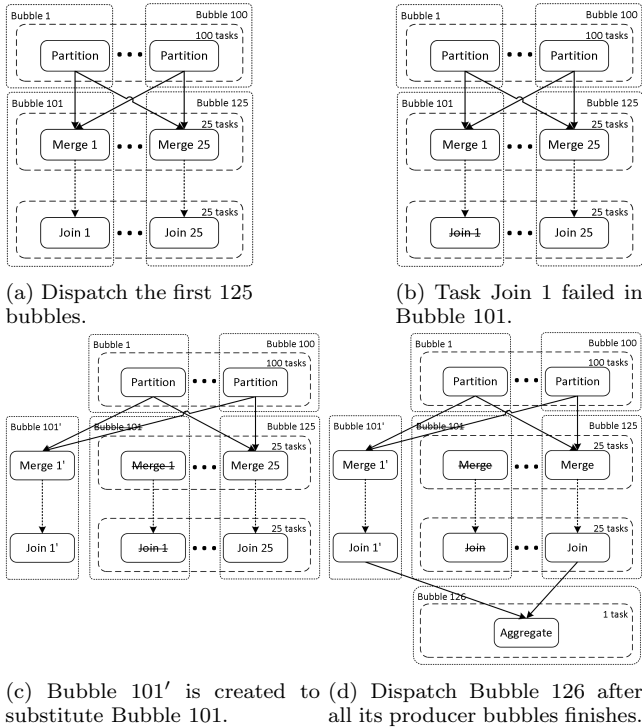 Bubble 1
Bubble 100
100 tasks
Partition
Partition
Bubble 101
Bubble 125
25 tasks
Merge 1
Merge 25
25 tasks
Join 1
Join 25
(a) Dispatch the first 125
bubbles.
Bubble 1
Bubble 100
100 tasks
Partition
Partition
Bubble 101
Bubble 125
25 tasks
Merge 1
Merge 25
25 tasks
Join 1
Join 25
(b) Task Join 1 failed in
Bubble 101.
Bubble 1
Bubble 100
100 tasks
Partition
Partition
Bubble 101'
Bubble 101
Bubble 125
25 tasks
Merge 1'
Merge 1
Merge 25
25 tasks
Join 1'
Join 1
Join 25
(c) Bubble 101′ is created to
substitute Bubble 101.
Bubble 1
Bubble 100
100 tasks
Partition
Partition
Bubble 101'
Bubble 101
Bubble 125
25 tasks
Merge 1'
Merge
Merge
25 tasks
Join 1'
Join
Join
Bubble 126
1 task
Aggregate
(d) Dispatch Bubble 126 after
all its producer bubbles finishes.